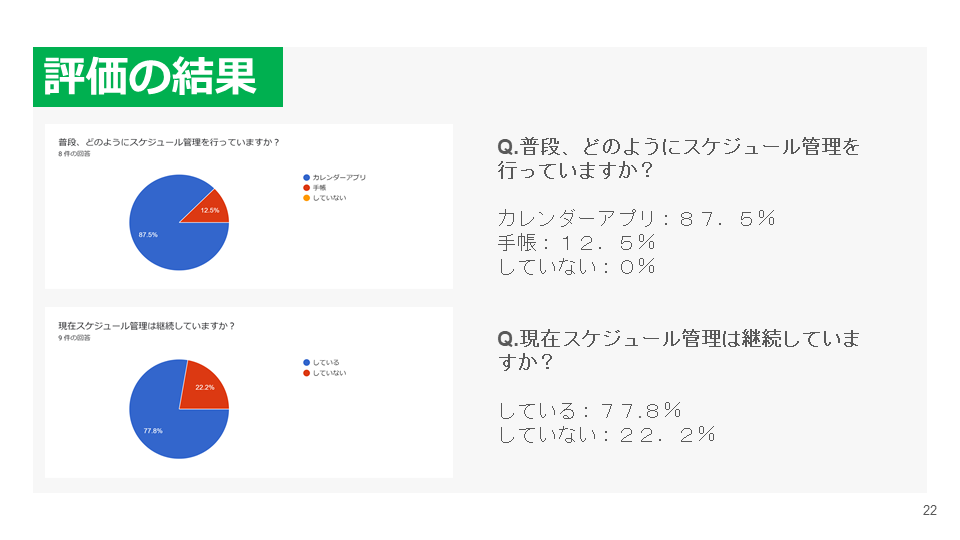 評価の結果
普段、どのようにスケジュール管理を行っていますか？
8 件の回答
カレンダーアプリ
手帳
していない
12.5%
87.5%
Q.普段、どのようにスケジュール管理を
行っていますか？
カレンダーアプリ：８７．５％
手帳：１２．５％
していない：０％
現在スケジュール管理は継続していますか？
9 件の回答
している
していない
22.2%
77.8%
Q.現在スケジュール管理は継続していま
すか？
している：７７.８％
していない：２２．２％
22